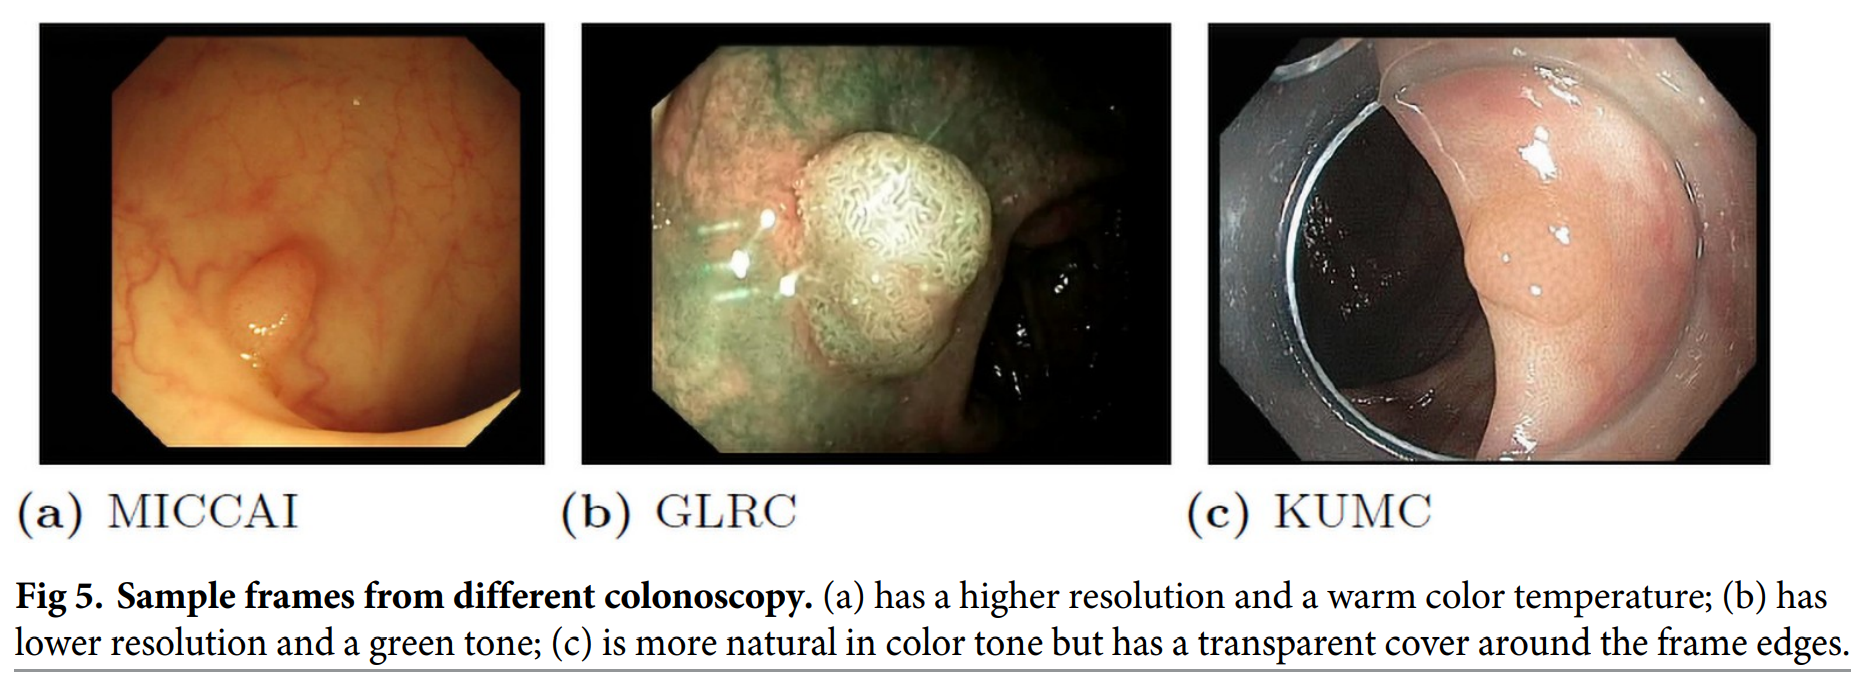 (a) MICCAI
(b) GLRC
(c) KUMC
Fig 5. Sample frames from different colonoscopy. (a) has a higher resolution and a warm color temperature; (b) has
lower resolution and a green tone; (c) is more natural in color tone but has a transparent cover around the frame edges.